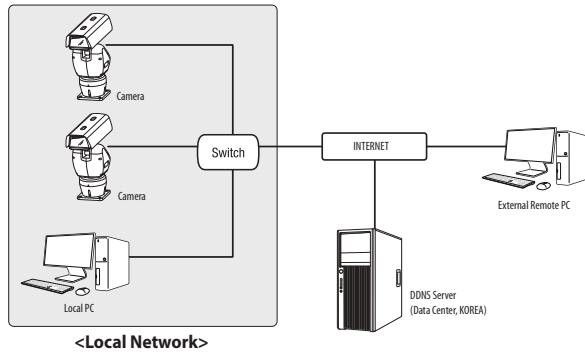 Camera
Camera
Switch
INTERNET
External Remote PC
Local PC
DDNS Server
(Data Center, KOREA)
<Local Network>